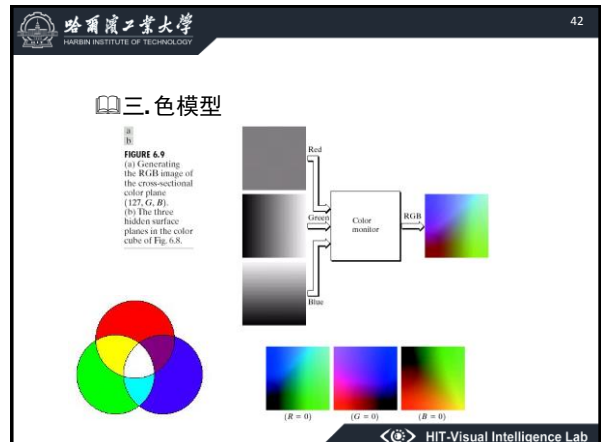 哈爾濱工業大學
HARBIN INSTITUTE OF TECHNOLOGY
42
三.色模型
a
b
FIGURE 6.9
(a) Generating
the RGB image of
the cross-sectional
color plane
(127, G, B).
(b) The three
hidden surface
planes in the color
cube of Fig. 6.8.
Red
Green
Blue
Color
monitor
RGB
(R = 0) (G = 0) (B = 0)
HIT-Visual Intelligence Lab